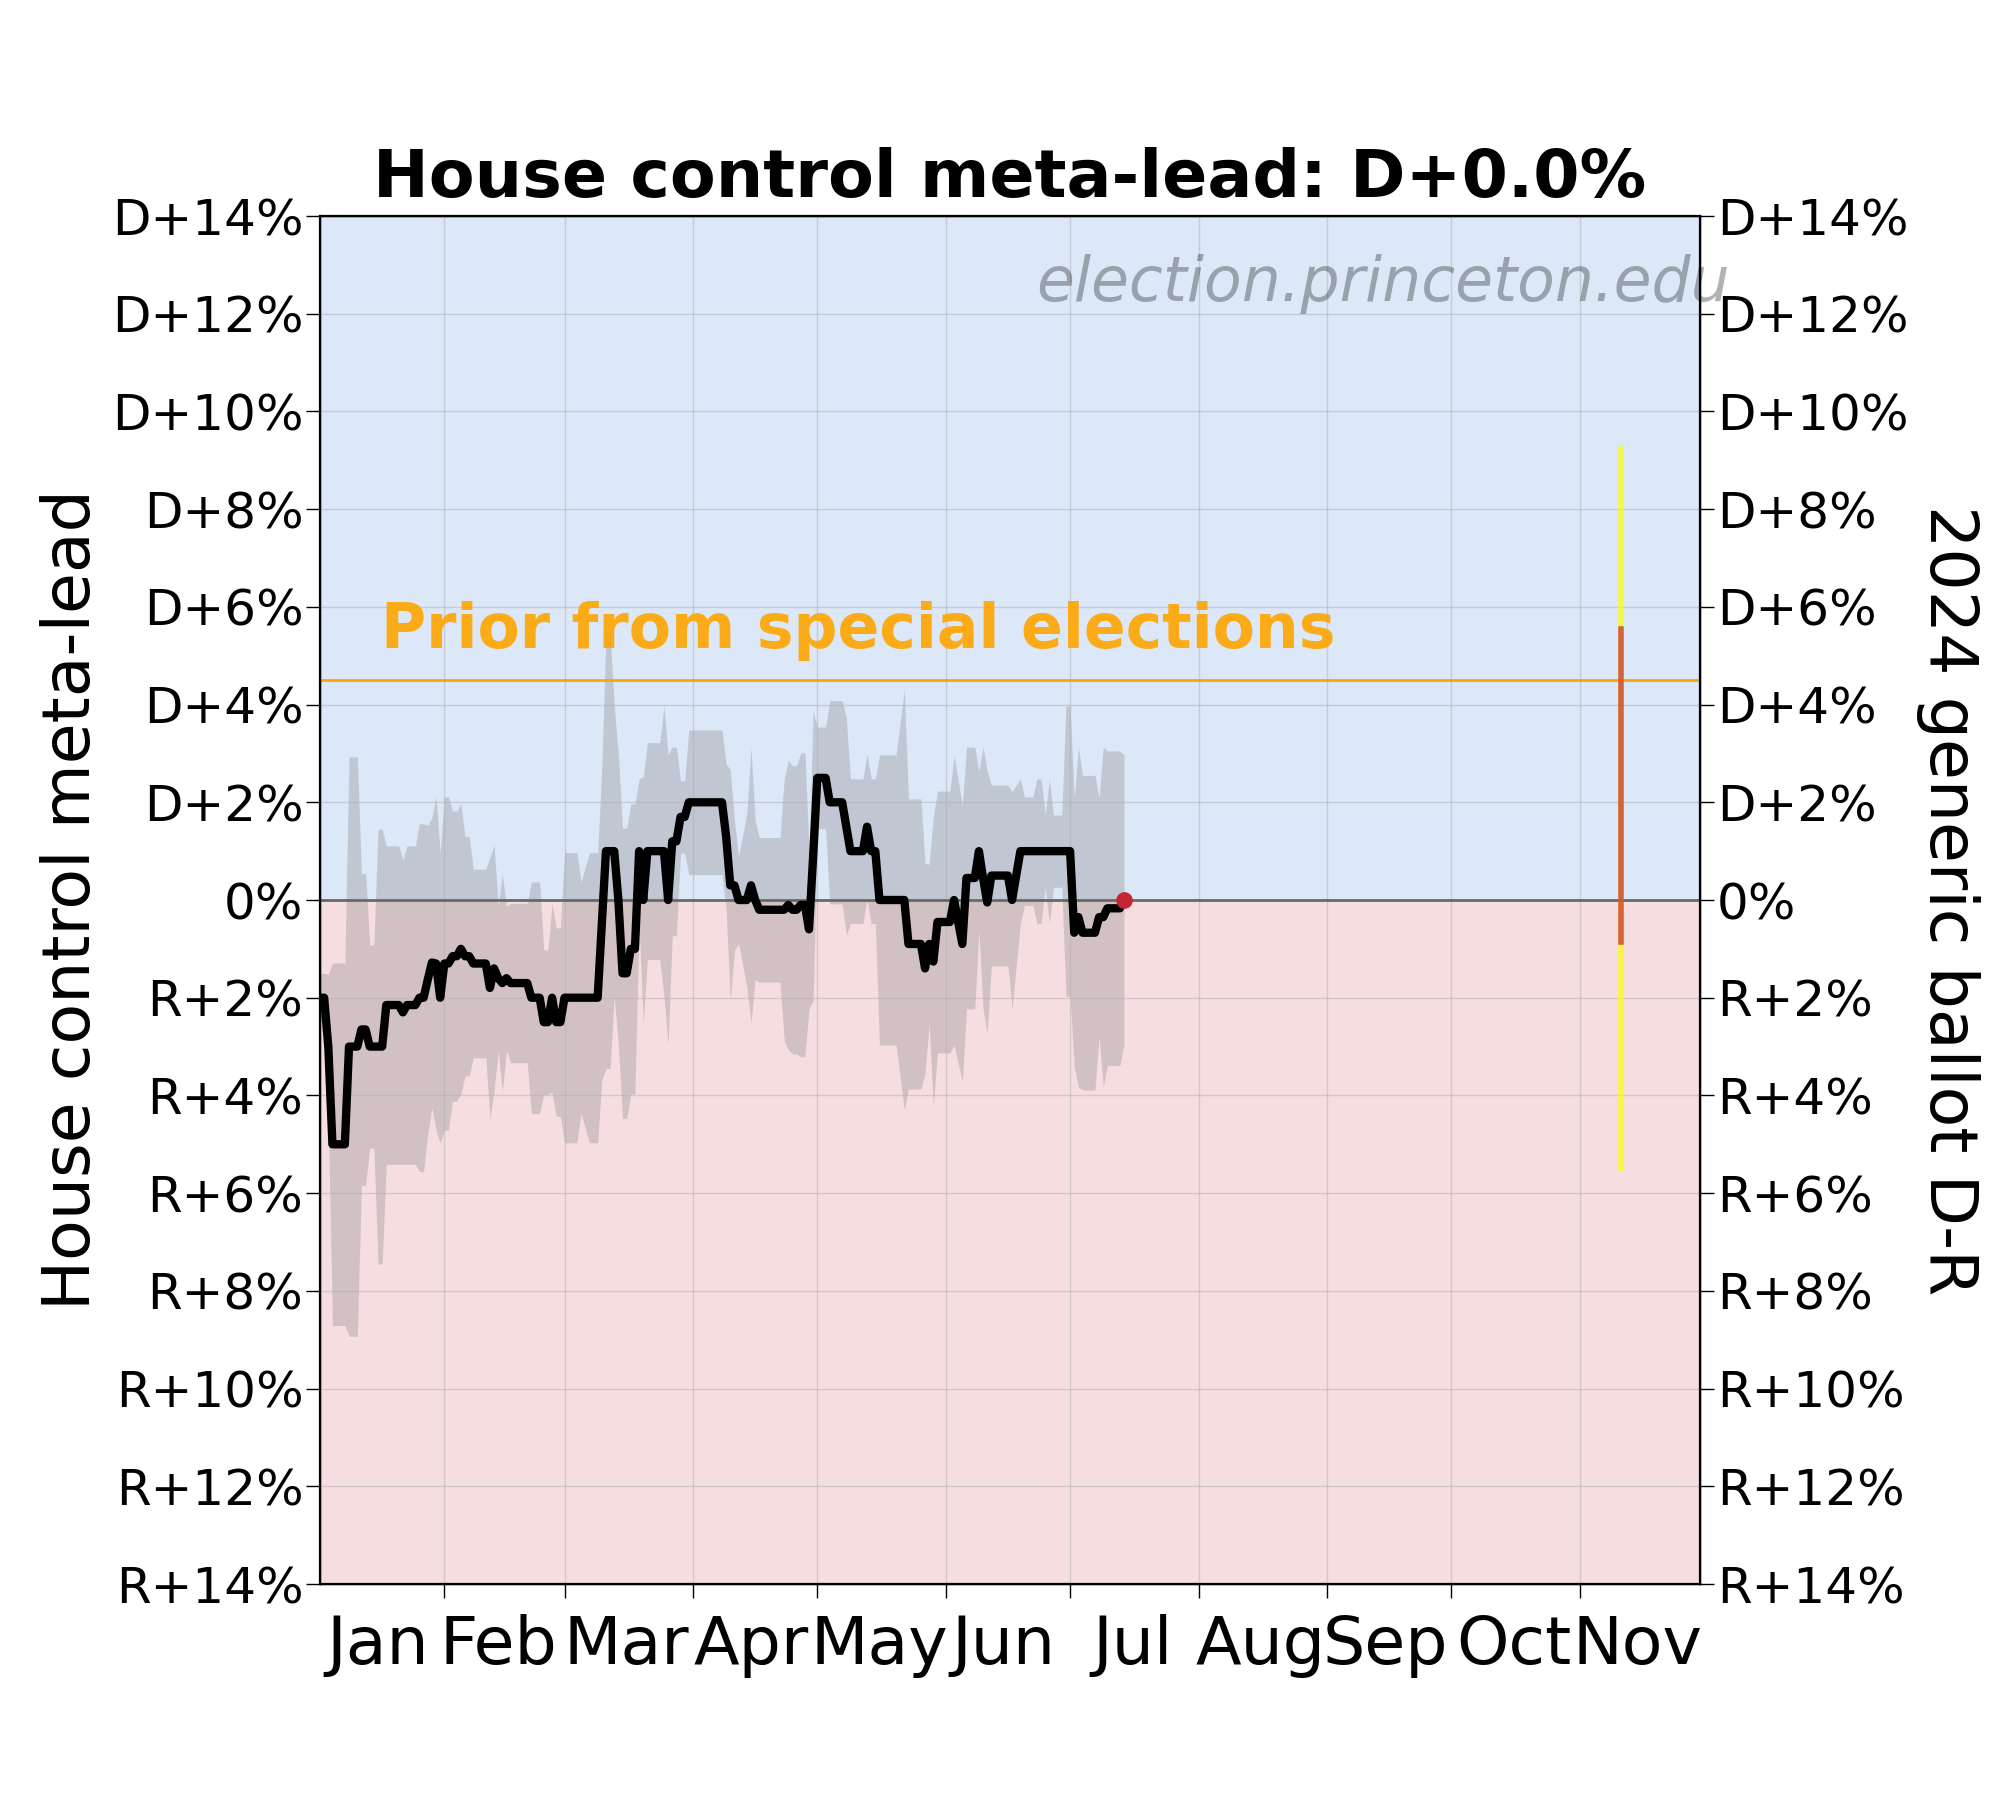 House control meta-lead: D+0.0%
election.princeton.edu
Prior from special elections
House control meta-lead
D+14%
D+12%
D+10%
D+8%
D+6%
D+4%
D+2%
0%
R+2%
R+4%
R+6%
R+8%
R+10%
R+12%
R+14%
D+14%
D+12%
D+10%
D+8%
D+6%
D+4%
D+2%
0%
R+2%
R+4%
R+6%
R+8%
R+10%
R+12%
R+14%
2024 generic ballot D-R
Jan Feb Mar Apr May Jun Jul Aug Sep Oct Nov